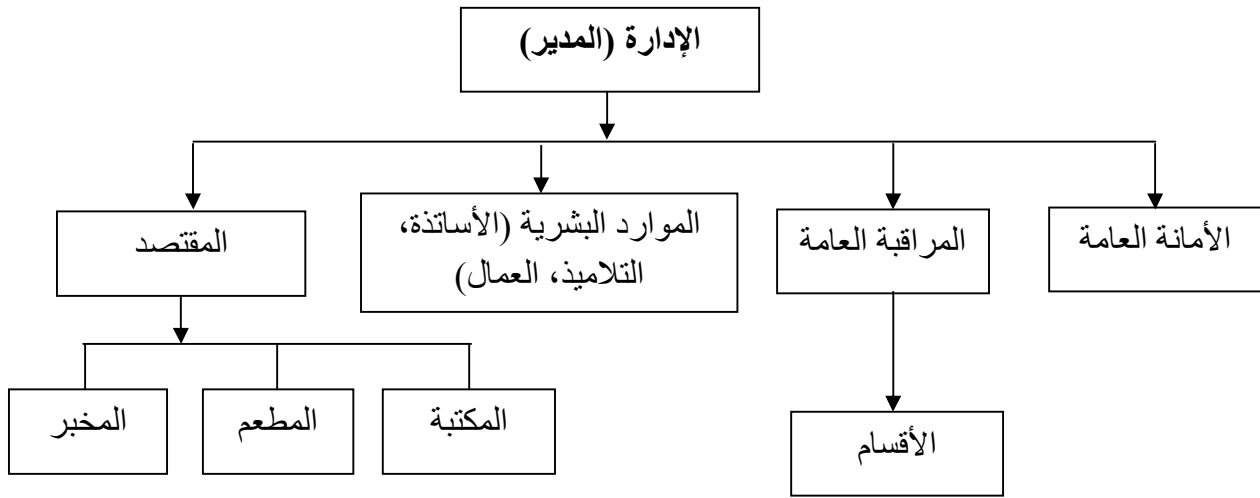 الإدارة (المدير)
الأمانة العامة
المراقبة العامة
الموارد البشرية (الأساتذة،
التلاميذ، العمال)
المقتصد
الأقسام
المكتبة
المطعم
المخبر